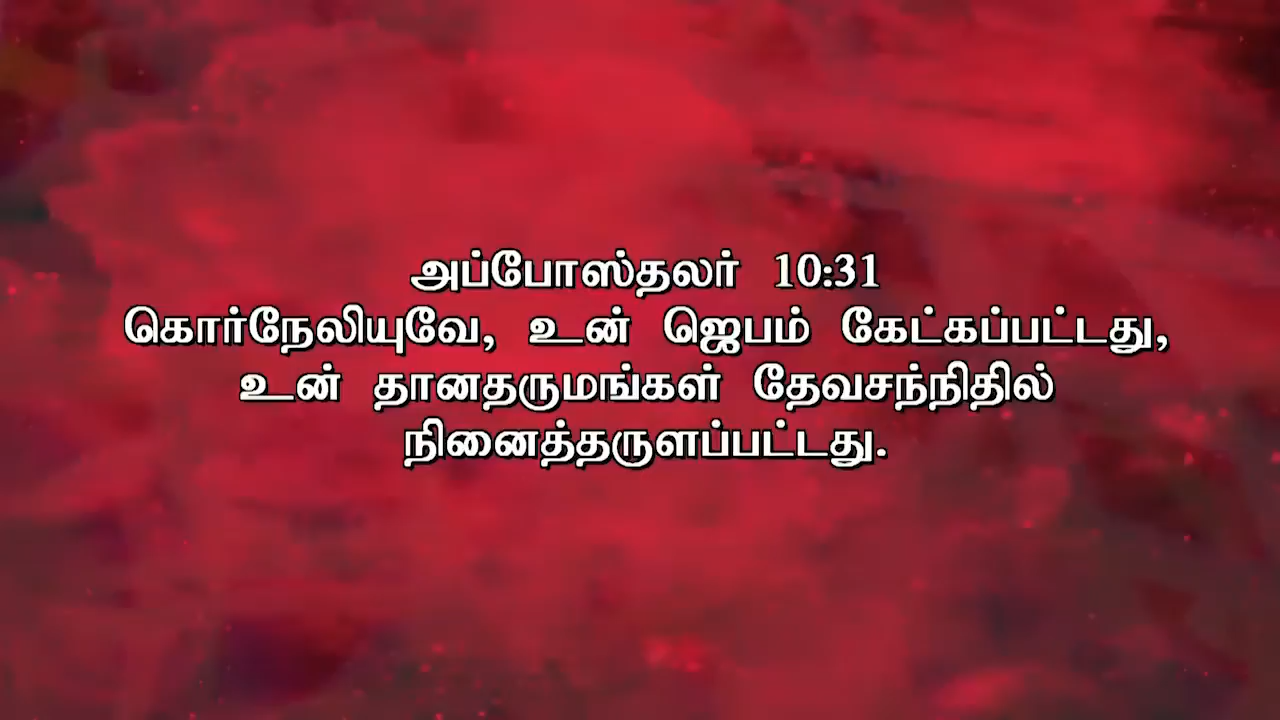 அப்போஸ்தலர் 10:31
கொர்நேலியுவே, உன் ஜெபம் கேட்கப்பட்டது,
உன் தானதருமங்கள் தேவசந்நிதில்
நினைத்தருளப்பட்டது.